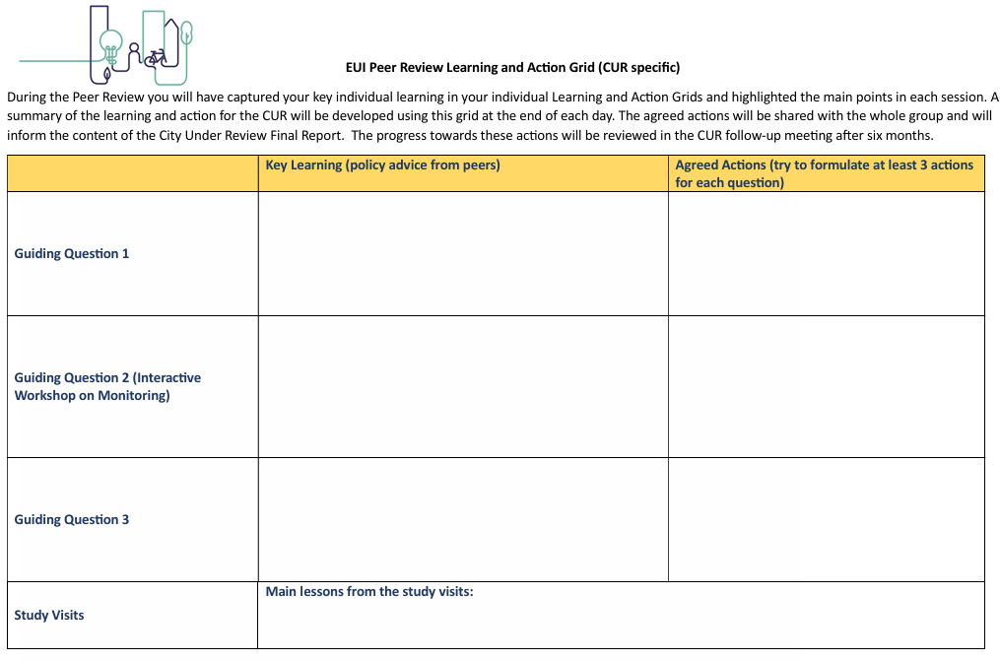 EUI Peer Review Learning and Action Grid (CUR specific)
During the Peer Review you will have captured your key individual learning in your individual Learning and Action Grids and highlighted the main points in each session. A
summary of the learning and action for the CUR will be developed using this grid at the end of each day. The agreed actions will be shared with the whole group and will
inform the content of the City Under Review Final Report.  The progress towards these actions will be reviewed in the CUR follow-up meeting after six months.
Key Learning (policy advice from peers)
Agreed Actions (try to formulate at least 3 actions
for each question)
Guiding Question 1
Guiding Question 2 (Interactive
Workshop on Monitoring)
Guiding Question 3
Study Visits
Main lessons from the study visits: